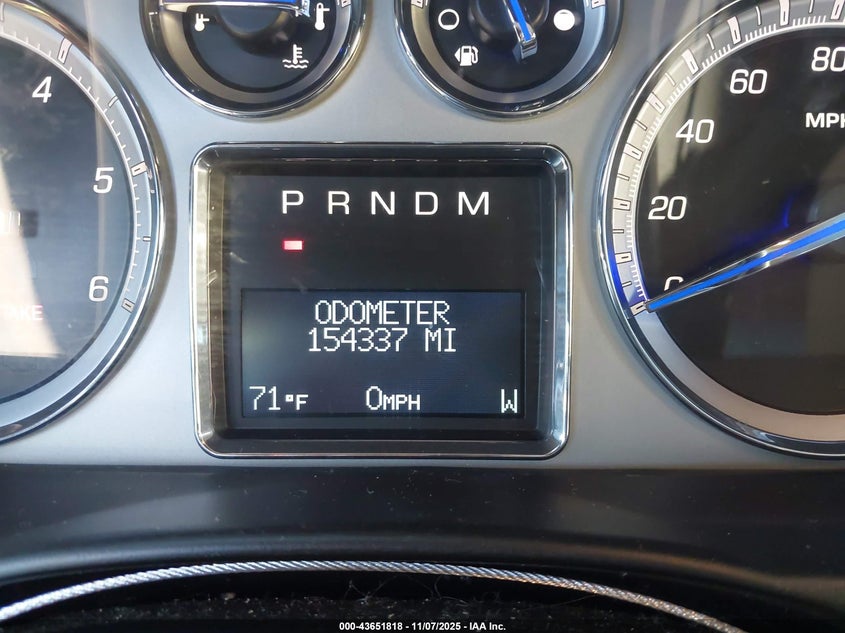 4
5
6
P R N D M
ODOMETER
154337 MI
71°F 0MPH W
80
60
MPH
40
20
0
000-43651818 - 11/07/2025 - IAA Inc.